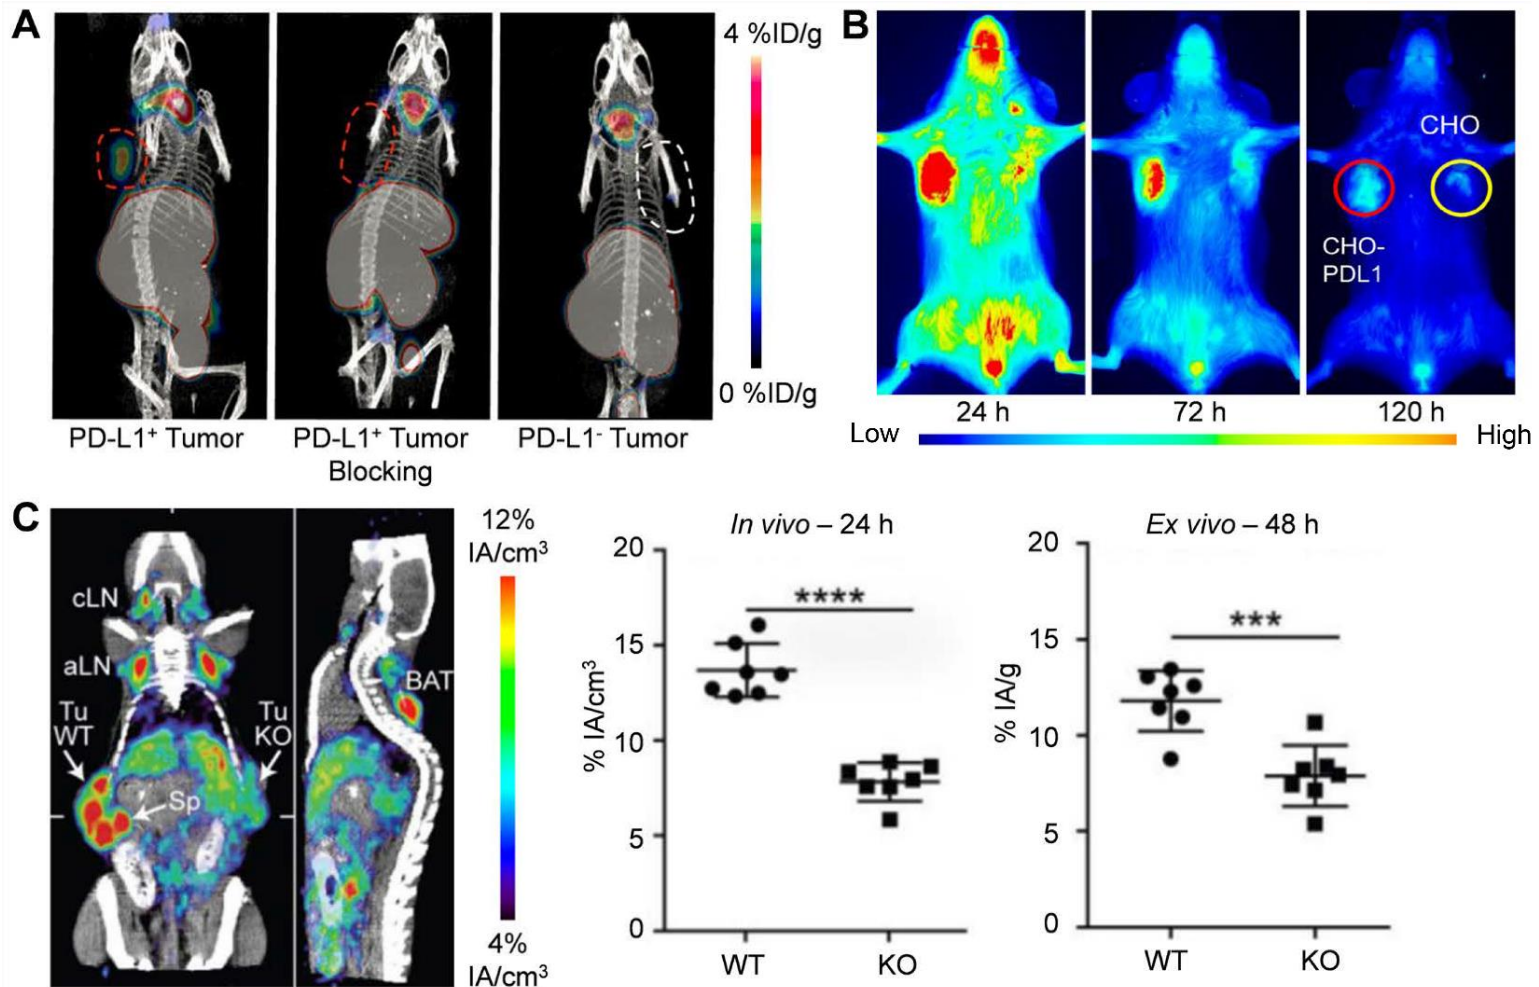 A
4 %ID/g
0 %ID/g
PD-L1⁺ Tumor
PD-L1⁺ Tumor
Blocking
PD-L1⁻ Tumor
B
CHO
CHO-
PDL1
24 h
72 h
120 h
Low
High
C
cLN
aLN
Tu
WT
Tu
KO
Sp
BAT
12%
IA/cm³
4%
IA/cm³
In vivo – 24 h
% IA/cm³
20
15
10
5
0
****
WT
KO
Ex vivo – 48 h
% IA/g
20
15
10
5
0
***
WT
KO